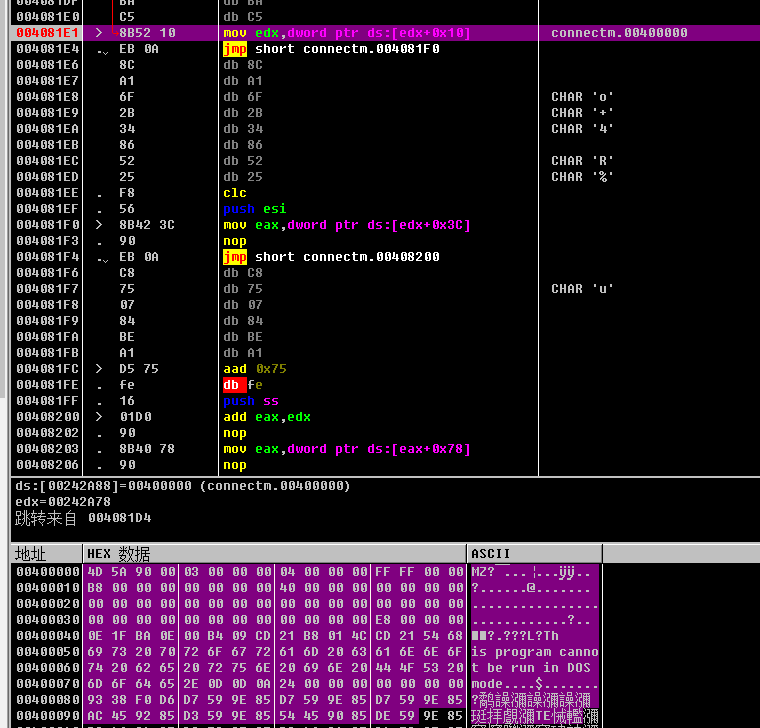 004081E0 C5 db C5
004081E1 > 8B52 10 mov edx,dword ptr ds:[edx+0x10] connectm.00400000
004081E4 .⌄ EB 0A jmp short connectm.004081F0
004081E6 8C db 8C
004081E7 A1 db A1
004081E8 6F db 6F CHAR 'o'
004081E9 2B db 2B CHAR '+'
004081EA 34 db 34 CHAR '4'
004081EB 86 db 86
004081EC 52 db 52 CHAR 'R'
004081ED 25 db 25 CHAR '%'
004081EE . F8 clc
004081EF . 56 push esi
004081F0 > 8B42 3C mov eax,dword ptr ds:[edx+0x3C]
004081F3 . 90 nop
004081F4 .⌄ EB 0A jmp short connectm.00408200
004081F6 C8 db C8
004081F7 75 db 75 CHAR 'u'
004081F8 07 db 07
004081F9 84 db 84
004081FA BE db BE
004081FB A1 db A1
004081FC > D5 75 aad 0x75
004081FE . fe db fe
004081FF . 16 push ss
00408200 > 01D0 add eax,edx
00408202 . 90 nop
00408203 . 8B40 78 mov eax,dword ptr ds:[eax+0x78]
00408206 . 90 nop
ds:[00242A88]=00400000 (connectm.00400000)
edx=00242A78
跳转来自 004081D4
地址 HEX 数据 ASCII
00400000 4D 5A 90 00 03 00 00 00 04 00 00 00 FF FF 00 00 MZ?...¦...ÿÿ..
00400010 B8 00 00 00 00 00 00 00 40 00 00 00 00 00 00 00 ?......@.......
00400020 00 00 00 00 00 00 00 00 00 00 00 00 00 00 00 00 ................
00400030 00 00 00 00 00 00 00 00 00 00 00 00 E8 00 00 00 ............?..
00400040 0E 1F BA 0E 00 B4 09 CD 21 B8 01 4C CD 21 54 68 ?.???L?Th
00400050 69 73 20 70 72 6F 67 72 61 6D 20 63 61 6E 6E 6F is program canno
00400060 74 20 62 65 20 72 75 6E 20 69 6E 20 44 4F 53 20 t be run in DOS
00400070 6D 6F 64 65 2E 0D 0D 0A 24 00 00 00 00 00 00 00 mode....$.......
00400080 93 38 F0 D6 D7 59 9E 85 D7 59 9E 85 D7 59 9E 85
00400090 AC 45 92 85 D3 59 9E 85 54 45 90 85 DE 59 9E 85